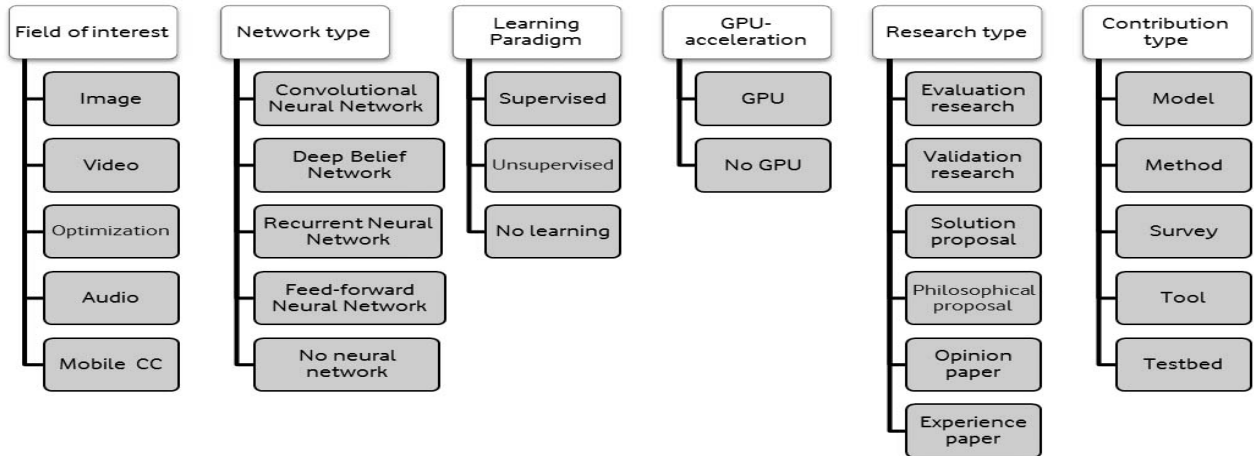 Field of interest
Image
Video
Optimization
Audio
Mobile CC
Network type
Convolutional
Neural Network
Deep Belief
Network
Recurrent Neural
Network
Feed-forward
Neural Network
No neural
network
Learning
Paradigm
Supervised
Unsupervised
No learning
GPU-
acceleration
GPU
No GPU
Research type
Evaluation
research
Validation
research
Solution
proposal
Philosophical
proposal
Opinion
paper
Experience
paper
Contribution
type
Model
Method
Survey
Tool
Testbed